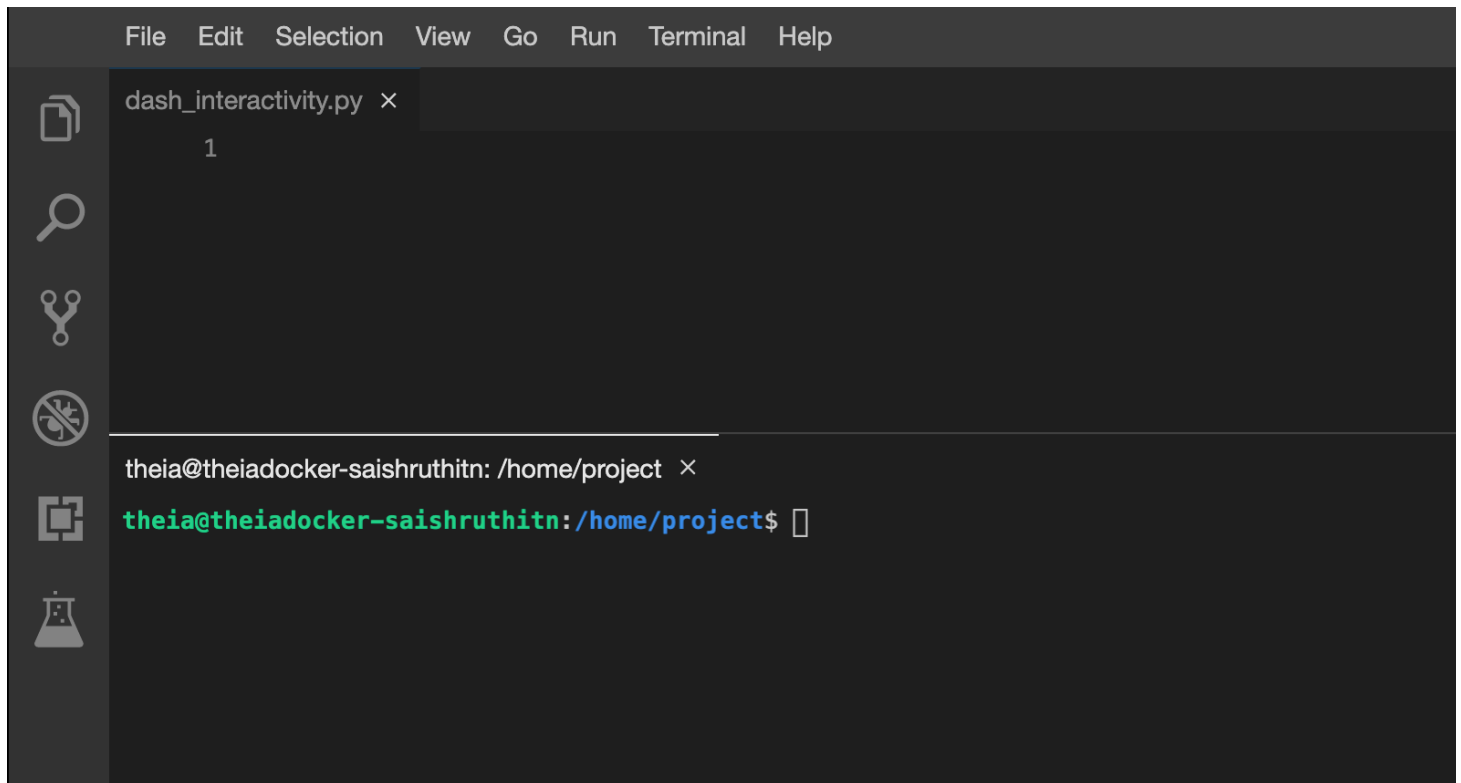 File Edit Selection View Go Run Terminal Help
dash_interactivity.py ×
1
theia@theiadocker-saishruthitn: /home/project ×
theia@theiadocker-saishruthitn:/home/project$